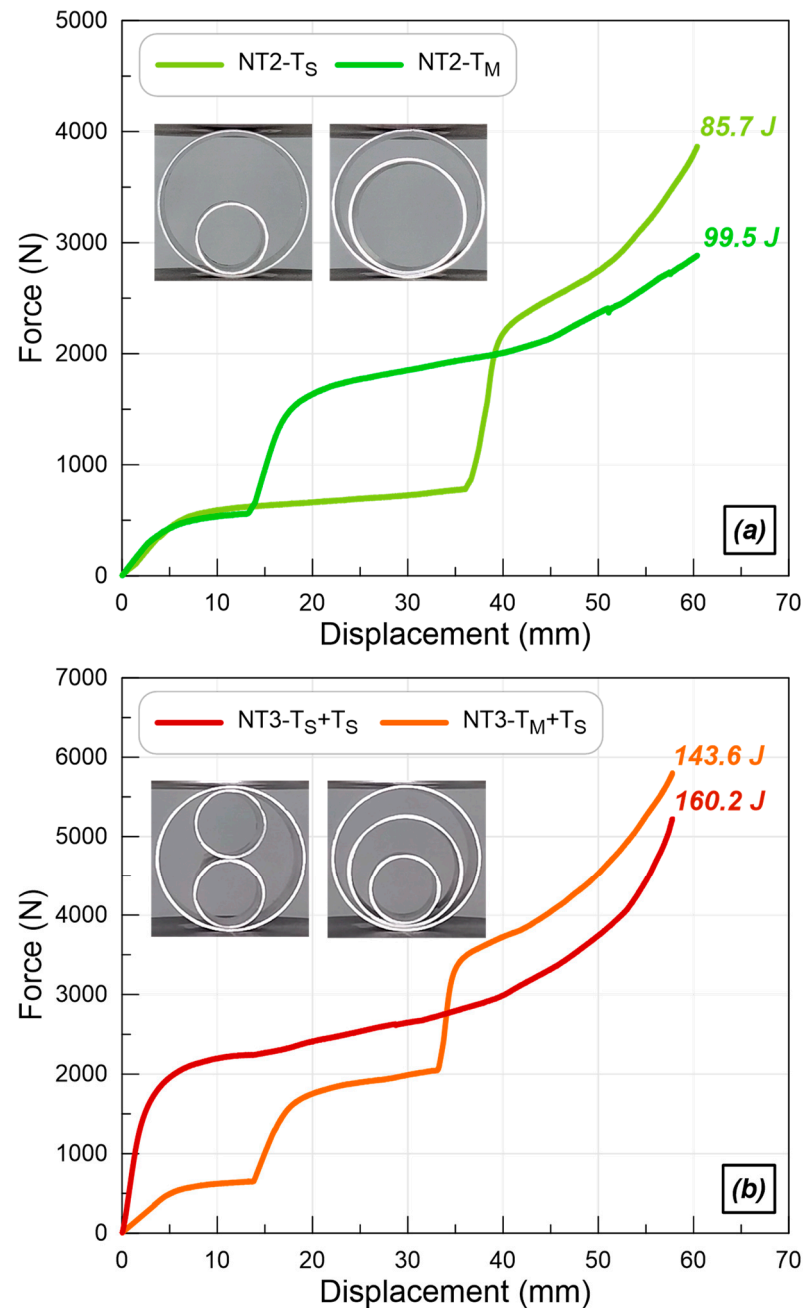 5000
4000
3000
2000
1000
0
Force (N)
NT2-TS NT2-TM
85.7 J
99.5 J
(a)
0 10 20 30 40 50 60 70
Displacement (mm)
7000
6000
5000
4000
3000
2000
1000
0
Force (N)
NT3-TS+TS NT3-TM+TS
143.6 J
160.2 J
(b)
0 10 20 30 40 50 60 70
Displacement (mm)